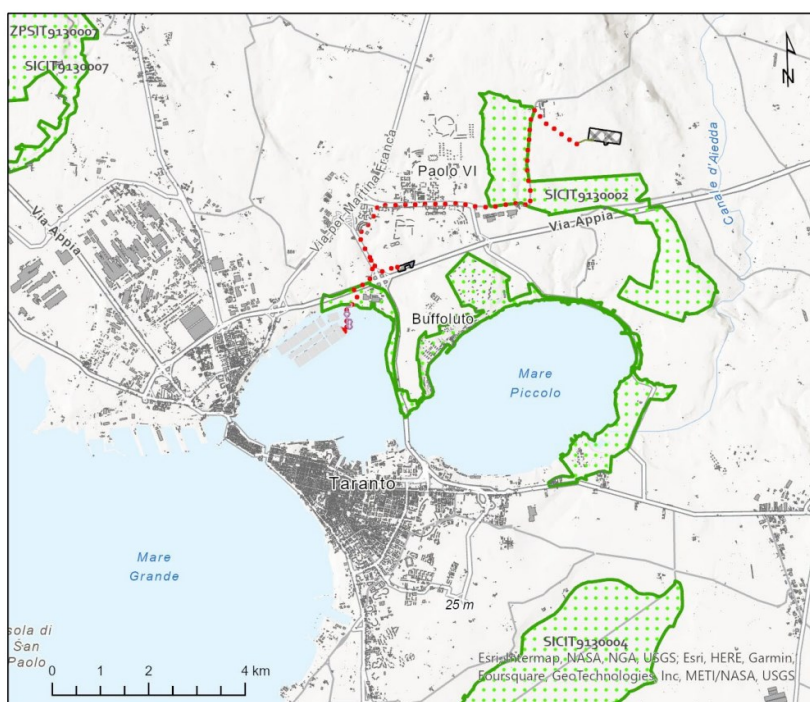 ZPSIT9130007
SICIT9130007
N
Canale d'Aiedda
Paolo VI
Via per Martina Franca
SICIT9130002
Via Appia
Via Appia
Buffoluto
Mare
Piccolo
Taranto
Mare
Grande
25 m
sola di
San
Paolo
SICIT9130004
Esri, Intermap, NASA, NGA, USGS; Esri, HERE, Garmin,
Foursquare, GeoTechnologies, Inc, METI/NASA, USGS
0 1 2 4 km